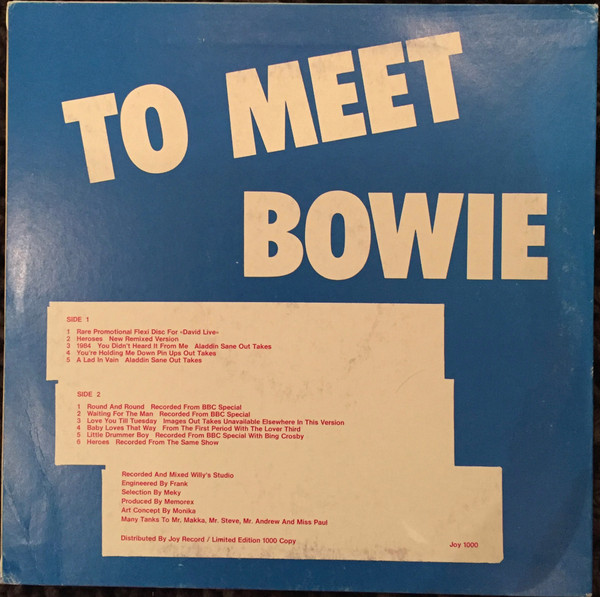 TO MEET
BOWIE
SIDE 1
1 Rare Promotional Flexi Disc For «David Live»
2 Heroses New Remixed Version
3 1984 You Didn't Heard It From Me Aladdin Sane Out Takes
4 You're Holding Me Down Pin Ups Out Takes
5 A Lad In Vain Aladdin Sane Out Takes
SIDE 2
1 Round And Round Recorded From BBC Special
2 Waiting For The Man Recorded From BBC Special
3 Love You Till Tuesday Images Out Takes Unavailable Elsewhere In This Version
4 Baby Loves That Way From The First Period With The Lover Third
5 Little Drummer Boy Recorded From BBC Special With Bing Crosby
6 Heroes Recorded From The Same Show
Recorded And Mixed Willy's Studio
Engineered By Frank
Selection By Meky
Produced By Memorex
Art Concept By Monika
Many Tanks To Mr. Makka, Mr. Steve, Mr. Andrew And Miss Paul
Distributed By Joy Record / Limited Edition 1000 Copy Joy 1000